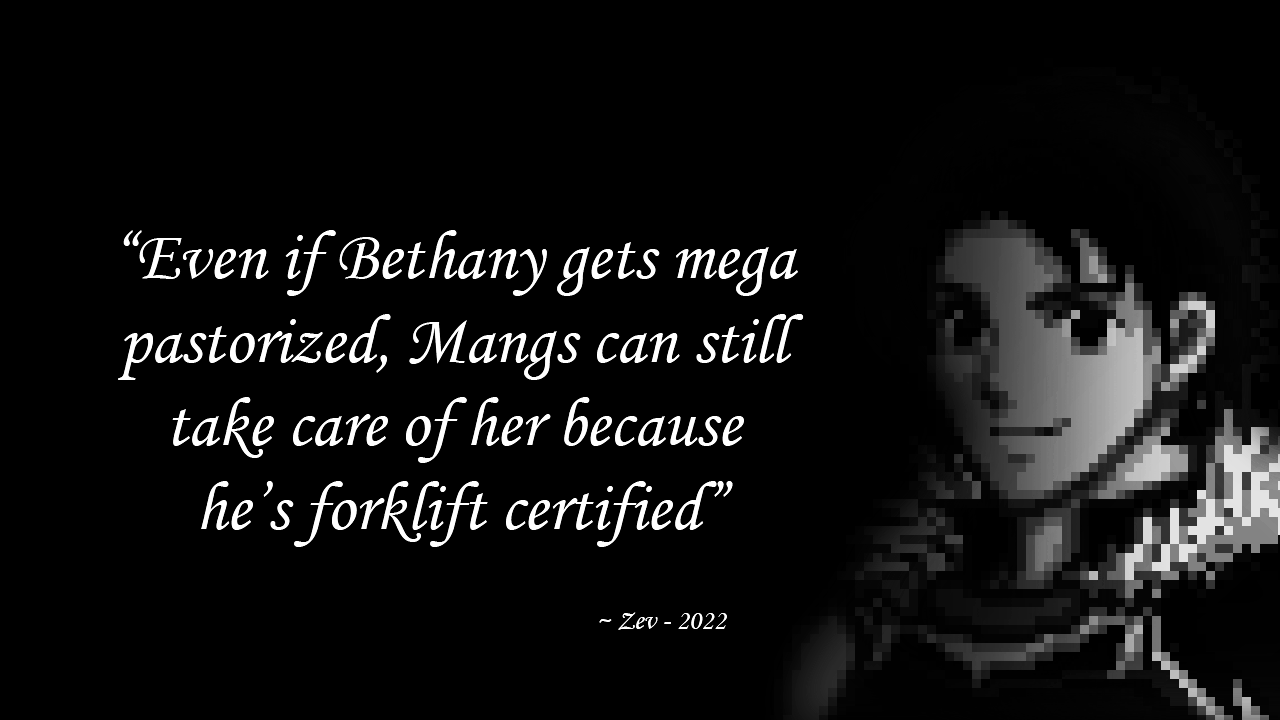 “Even if Bethany gets mega
pastorized, Mangs can still
take care of her because
he’s forklift certified”
~ Zev - 2022